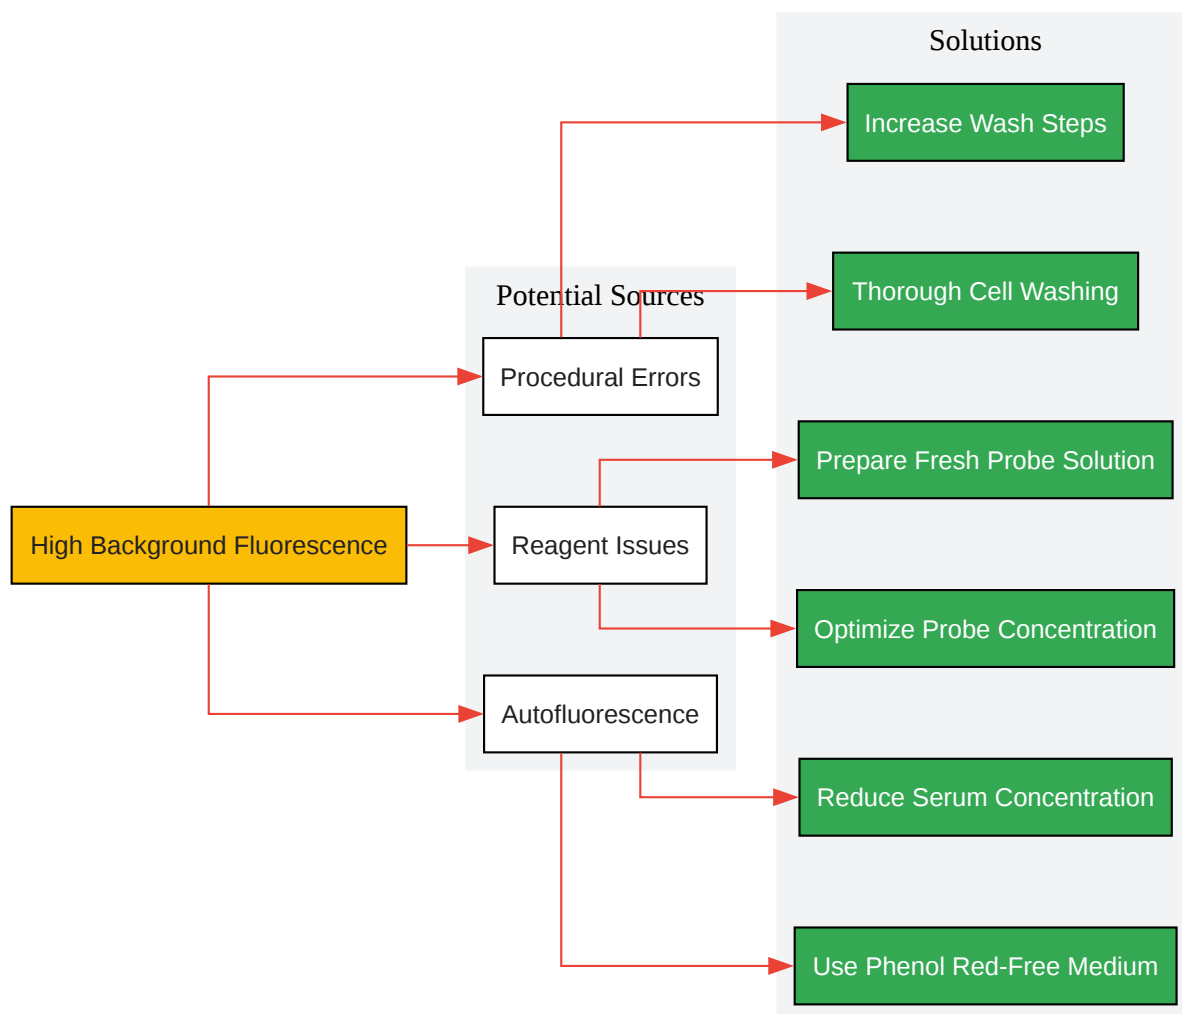 Solutions
Increase Wash Steps
Thorough Cell Washing
Potential Sources
Procedural Errors
Prepare Fresh Probe Solution
High Background Fluorescence
Reagent Issues
Optimize Probe Concentration
Autofluorescence
Reduce Serum Concentration
Use Phenol Red-Free Medium